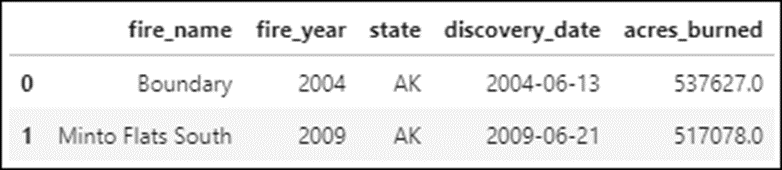 fire_name fire_year state discovery_date acres_burned
0 Boundary 2004 AK 2004-06-13 537627.0
1 Minto Flats South 2009 AK 2009-06-21 517078.0